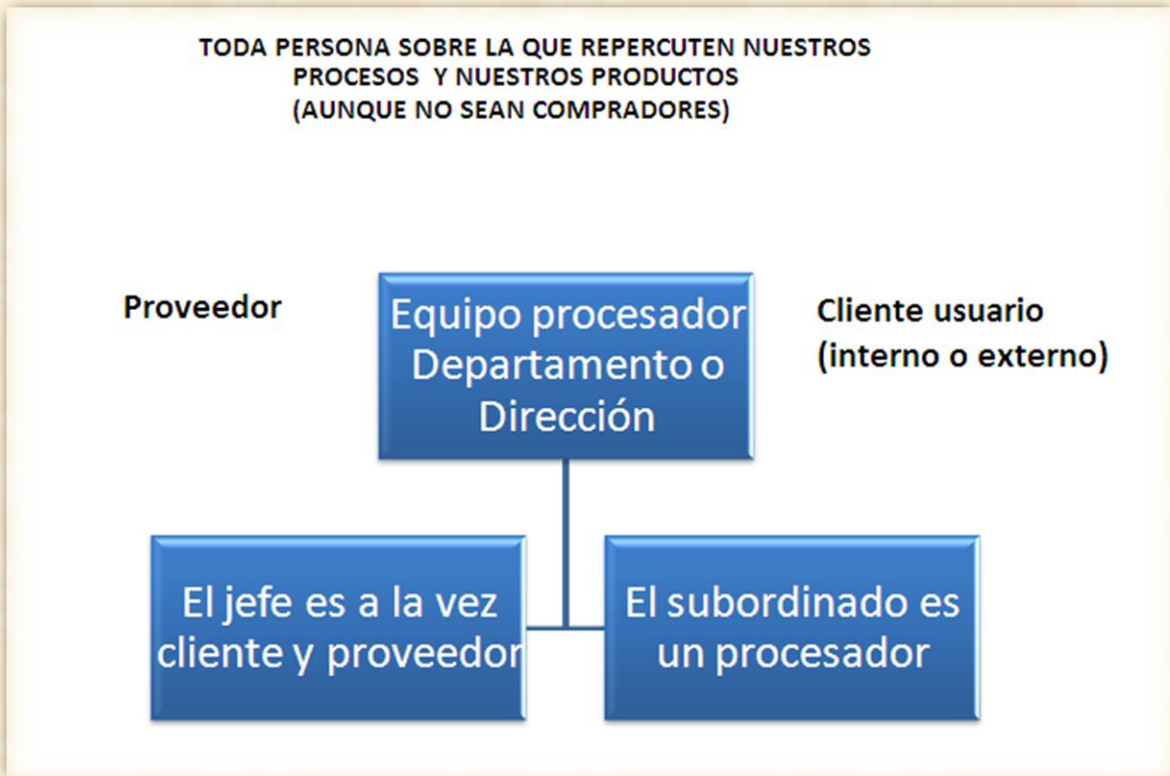 TODA PERSONA SOBRE LA QUE REPERCUTEN NUESTROS
PROCESOS Y NUESTROS PRODUCTOS
(AUNQUE NO SEAN COMPRADORES)
Proveedor
Equipo procesador
Departamento o
Dirección
Cliente usuario
(interno o externo)
El jefe es a la vez
cliente y proveedor
El subordinado es
un procesador